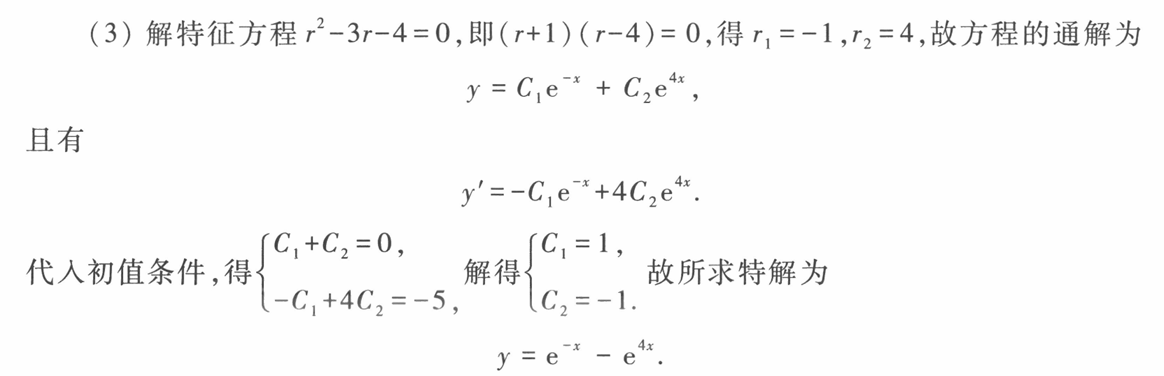 (3) 解特征方程 r²-3r-4=0,即(r+1)(r-4)=0,得 r₁=-1,r₂=4,故方程的通解为
y = C₁e⁻ˣ + C₂e⁴ˣ,
且有
y′=-C₁e⁻ˣ+4C₂e⁴ˣ.
代入初值条件,得{C₁+C₂=0, -C₁+4C₂=-5, 解得{C₁=1, C₂=-1. 故所求特解为
y = e⁻ˣ - e⁴ˣ.